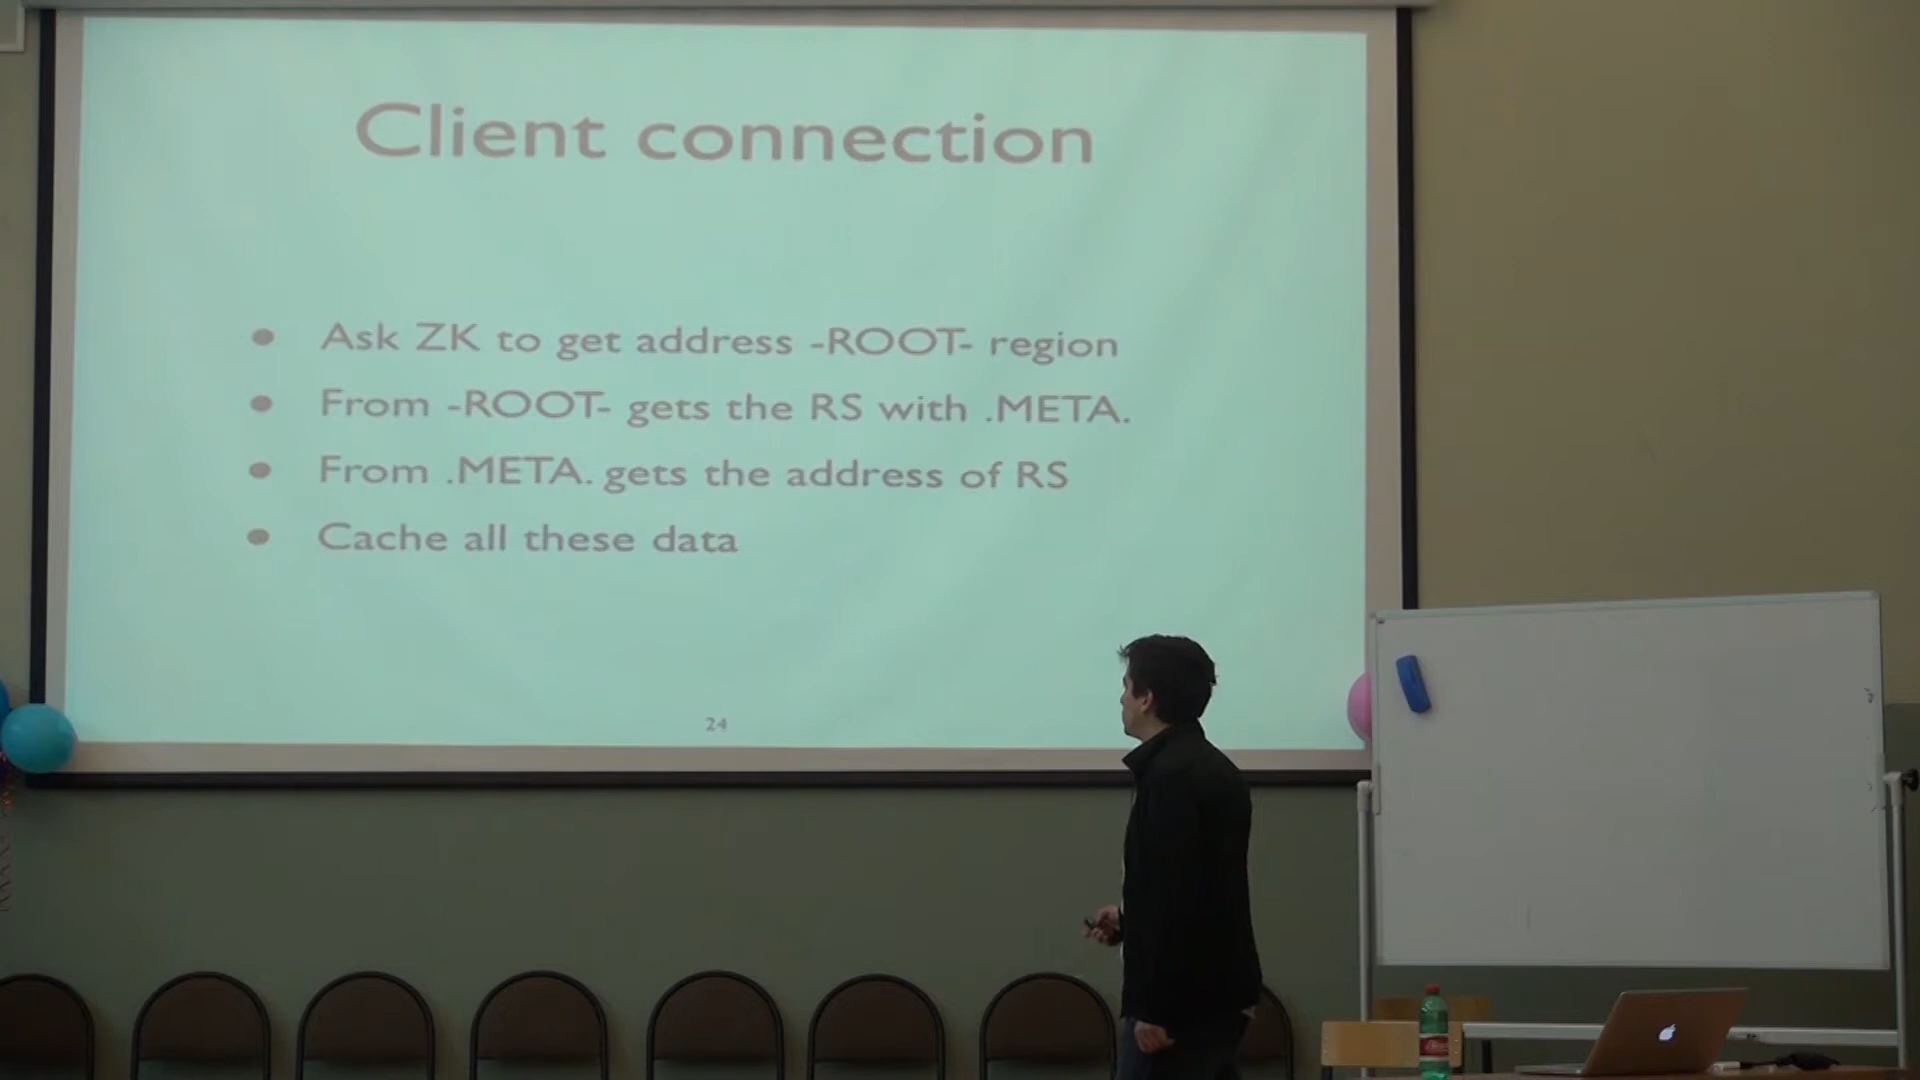 Client connection
Ask ZK to get address -ROOT- region
From -ROOT- gets the RS with .META.
From .META. gets the address of RS
Cache all these data
24